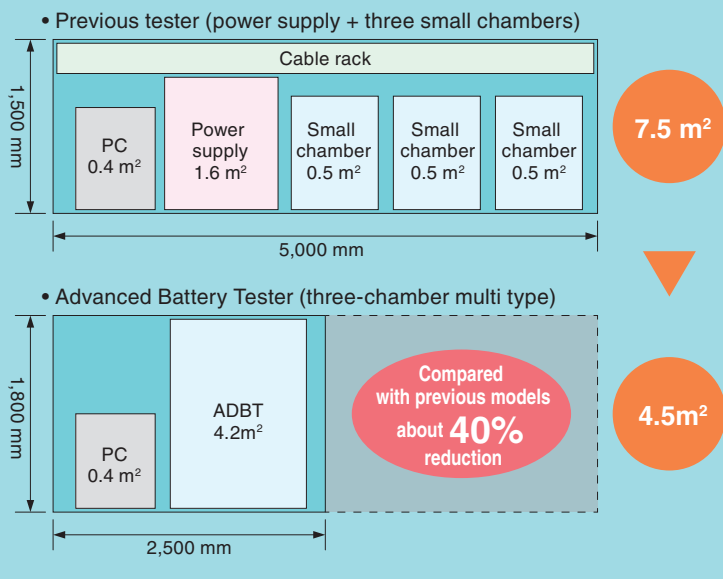 • Previous tester (power supply + three small chambers)
Cable rack
1,500 mm
PC
0.4 m²
Power
supply
1.6 m²
Small
chamber
0.5 m²
Small
chamber
0.5 m²
Small
chamber
0.5 m²
7.5 m²
5,000 mm
• Advanced Battery Tester (three-chamber multi type)
1,800 mm
PC
0.4 m²
ADBT
4.2m²
Compared
with previous models
about 40%
reduction
4.5m²
2,500 mm